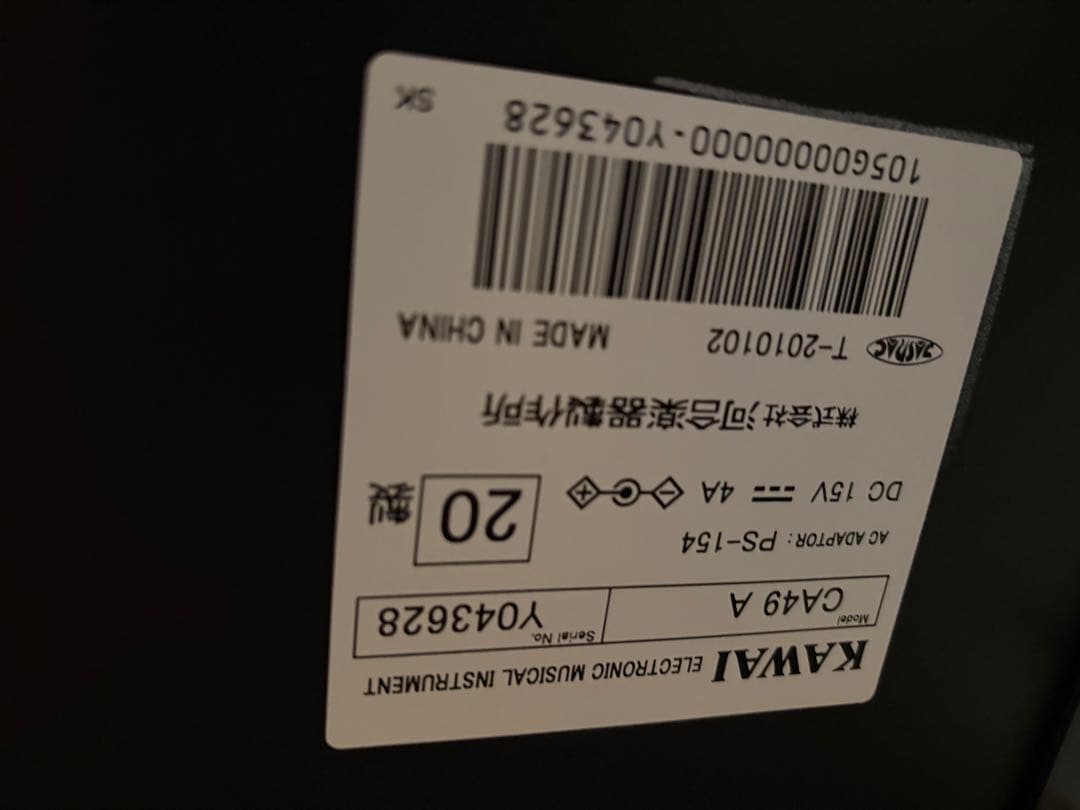 KAWAI ELECTRONIC MUSICAL INSTRUMENT
Model CA49 A Serial No. Y043628
AC ADAPTOR: PS-154
DC 15V 4A
20 製
株式会社河合楽器製作所
JASRAC T-2010102 MADE IN CHINA
105G0000000-Y043628
SK